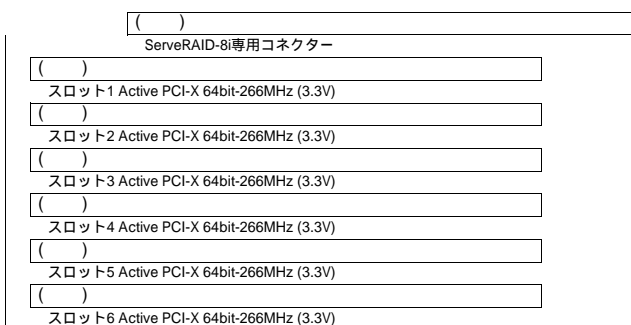 (　　)
ServeRAID-8i専用コネクター
(　　)
スロット1 Active PCI-X 64bit-266MHz (3.3V)
(　　)
スロット2 Active PCI-X 64bit-266MHz (3.3V)
(　　)
スロット3 Active PCI-X 64bit-266MHz (3.3V)
(　　)
スロット4 Active PCI-X 64bit-266MHz (3.3V)
(　　)
スロット5 Active PCI-X 64bit-266MHz (3.3V)
(　　)
スロット6 Active PCI-X 64bit-266MHz (3.3V)